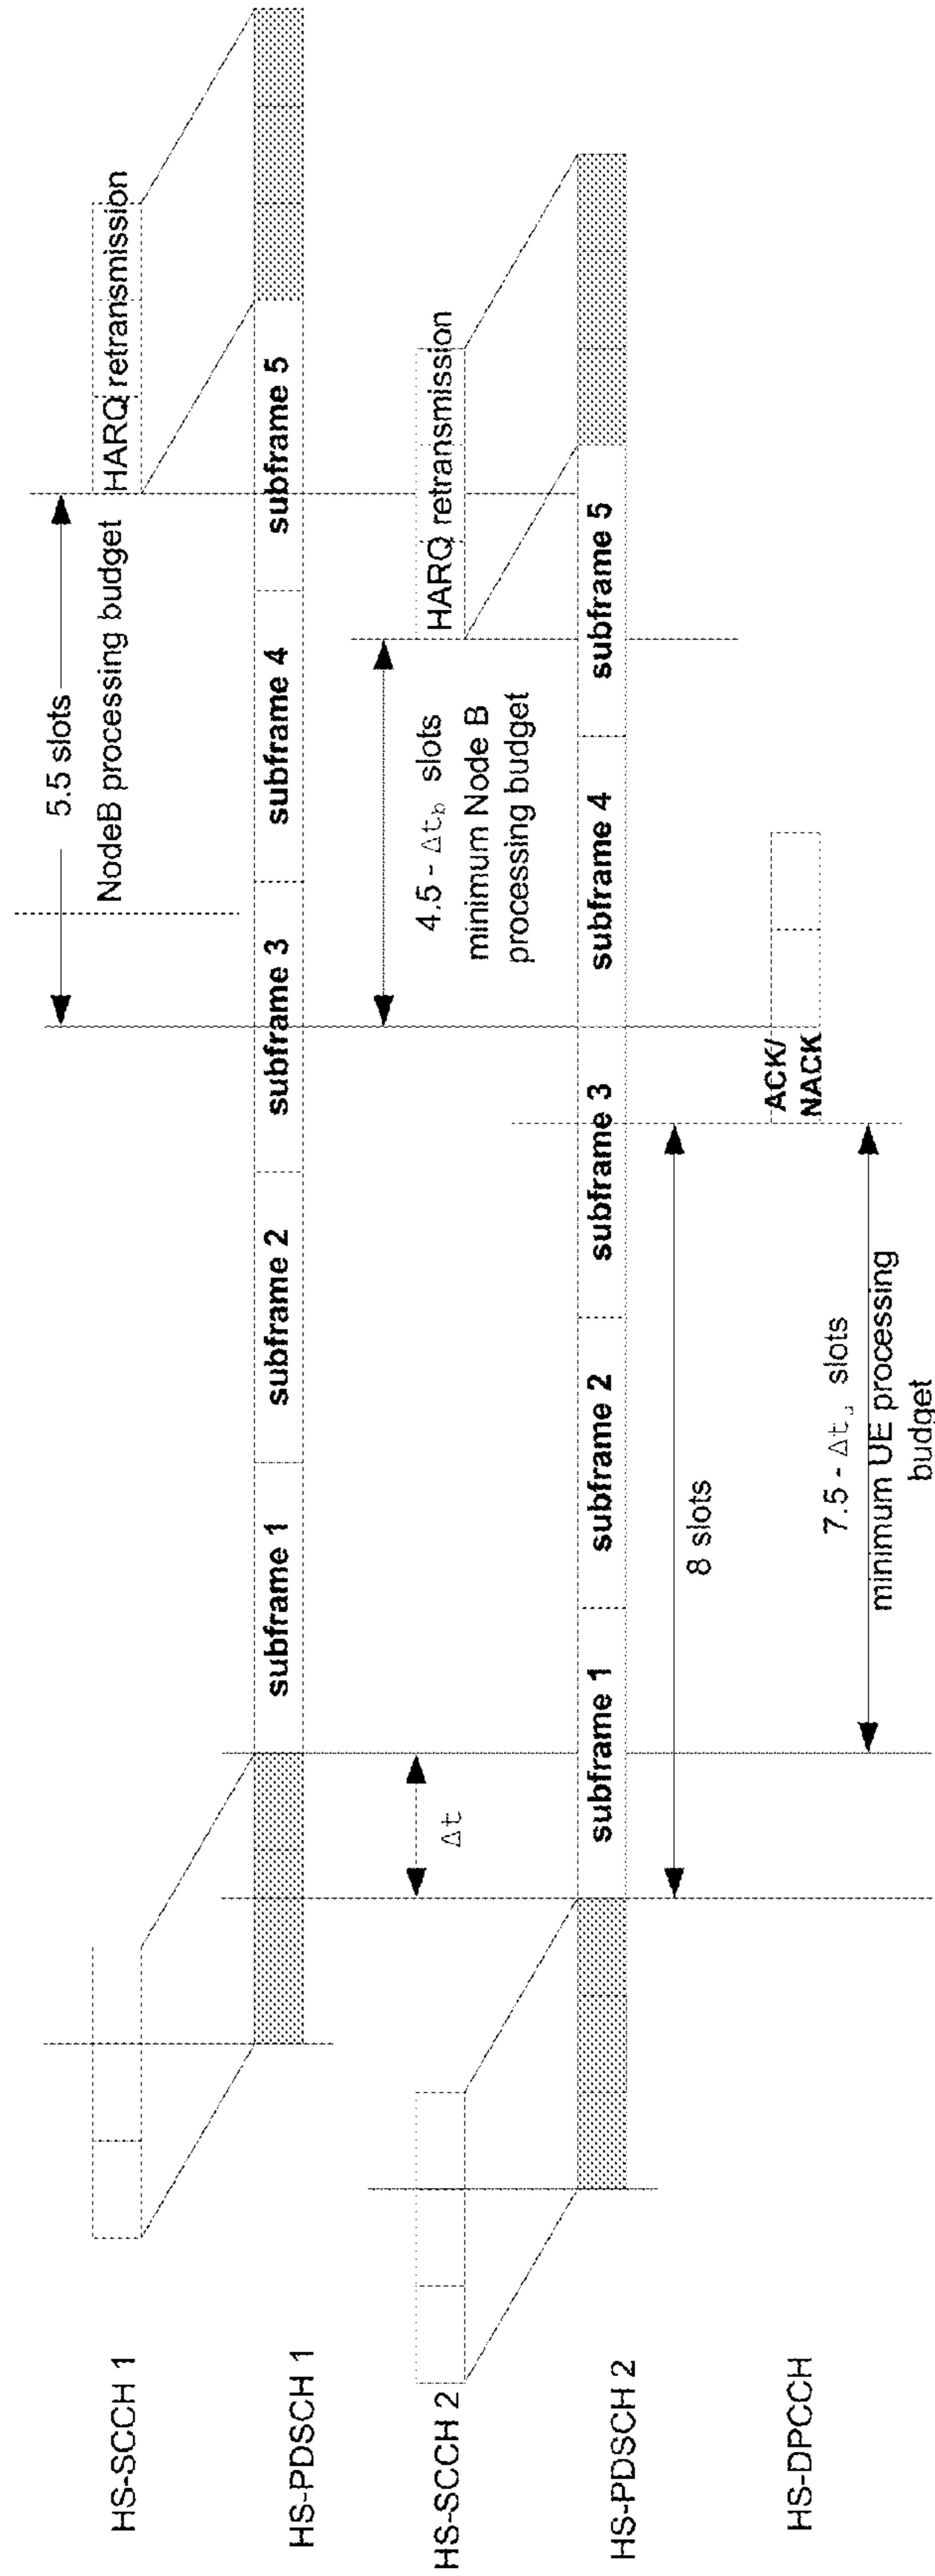 HS-SCCH 1
HARQ retransmission
5.5 slots
NodeB processing budget
HS-PDSCH 1
subframe 1
subframe 2
subframe 3
subframe 4
subframe 5
HS-SCCH 2
Δt
4.5 - Δt_b slots
minimum Node B
processing budget
HARQ retransmission
HS-PDSCH 2
subframe 1
subframe 2
subframe 3
subframe 4
subframe 5
8 slots
HS-DPCCH
ACK/
NACK
7.5 - Δt slots
minimum UE processing
budget